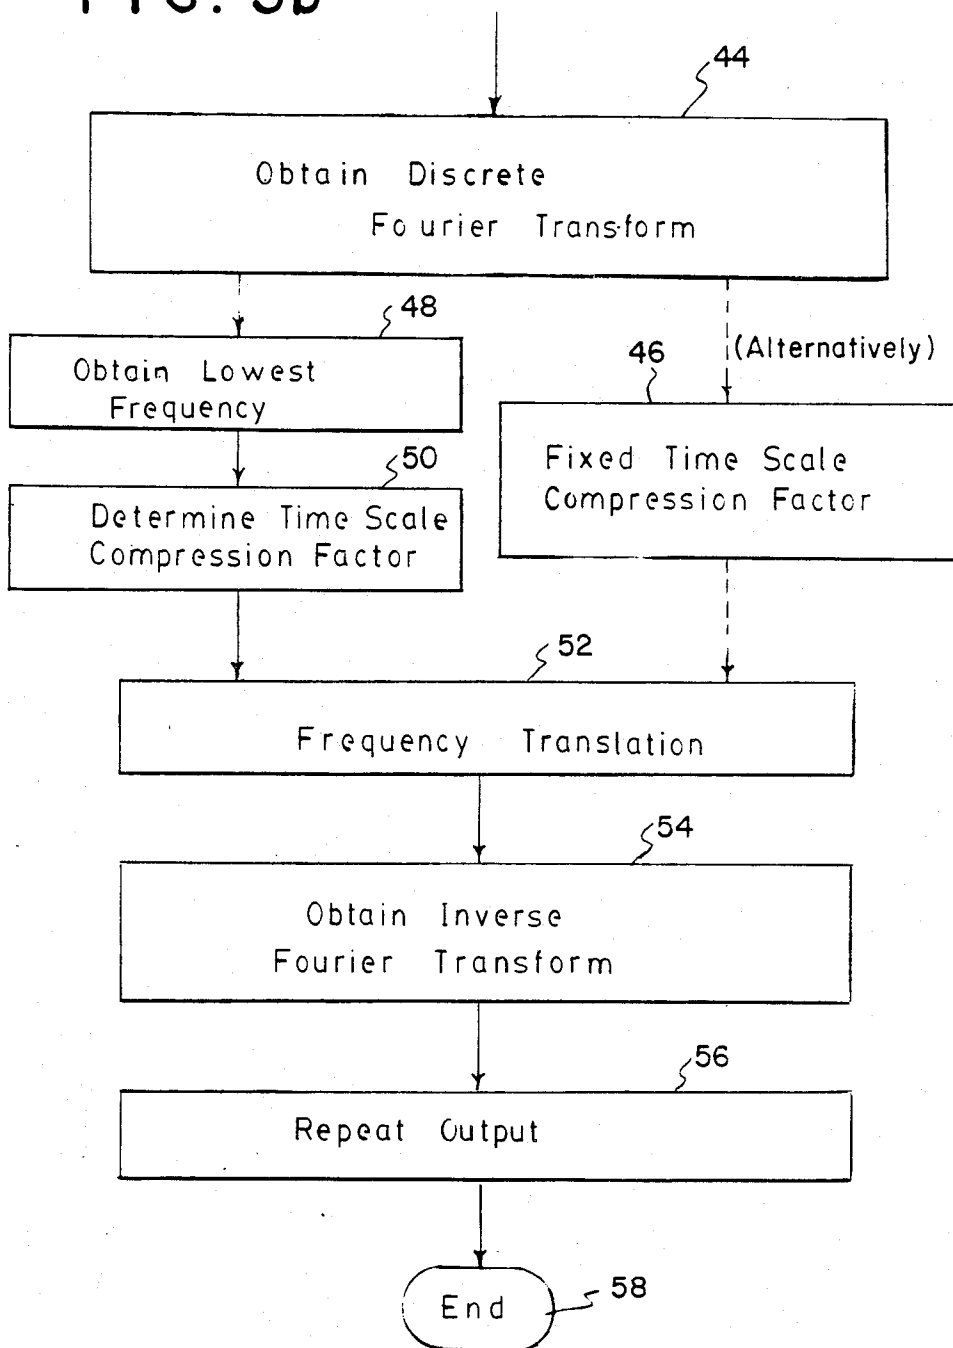 44
Obtain Discrete
Fourier Transform
48
Obtain Lowest
Frequency
46
(Alternatively)
50
Determine Time Scale
Compression Factor
Fixed Time Scale
Compression Factor
52
Frequency Translation
54
Obtain Inverse
Fourier Transform
56
Repeat Output
End
58